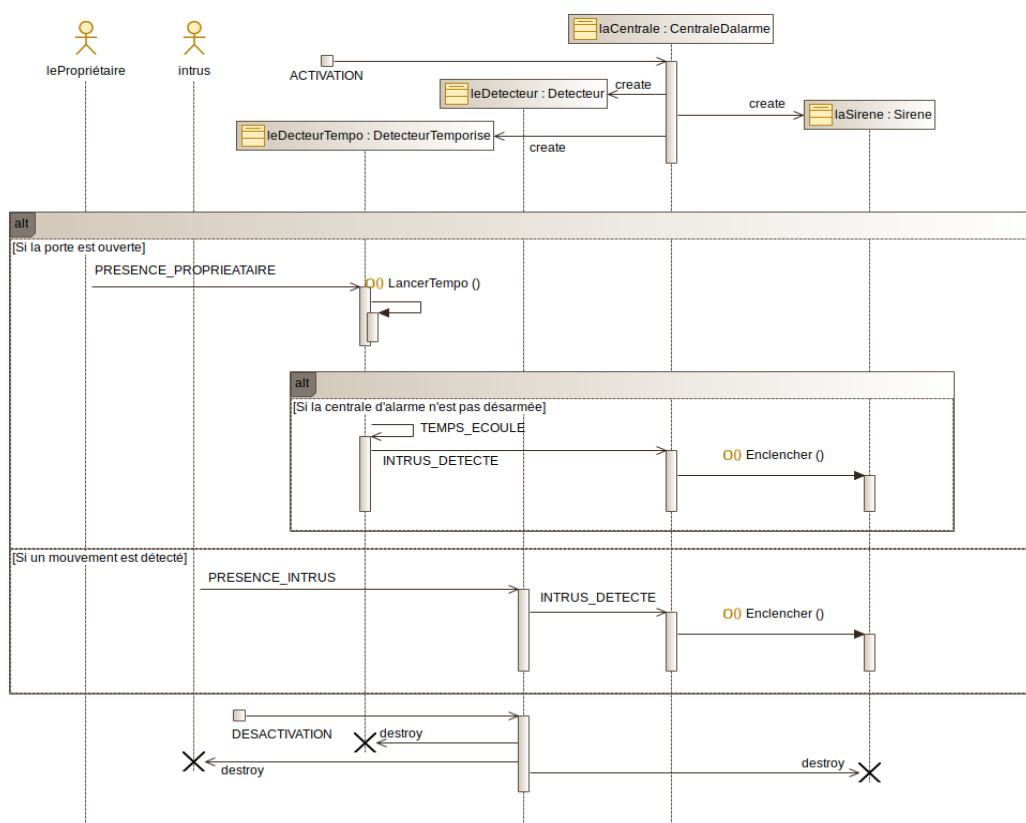 laCentrale : CentraleDalarme
lePropriétaire
intrus
ACTIVATION
create
leDetecteur : Detecteur
create
laSirene : Sirene
leDecteurTempo : DetecteurTemporise
create
alt
[Si la porte est ouverte]
PRESENCE_PROPRIEATAIRE
O() LancerTempo ()
alt
[Si la centrale d'alarme n'est pas désarmée]
TEMPS_ECOULE
INTRUS_DETECTE
O() Enclencher ()
[Si un mouvement est détecté]
PRESENCE_INTRUS
INTRUS_DETECTE
O() Enclencher ()
DESACTIVATION
destroy
destroy
destroy